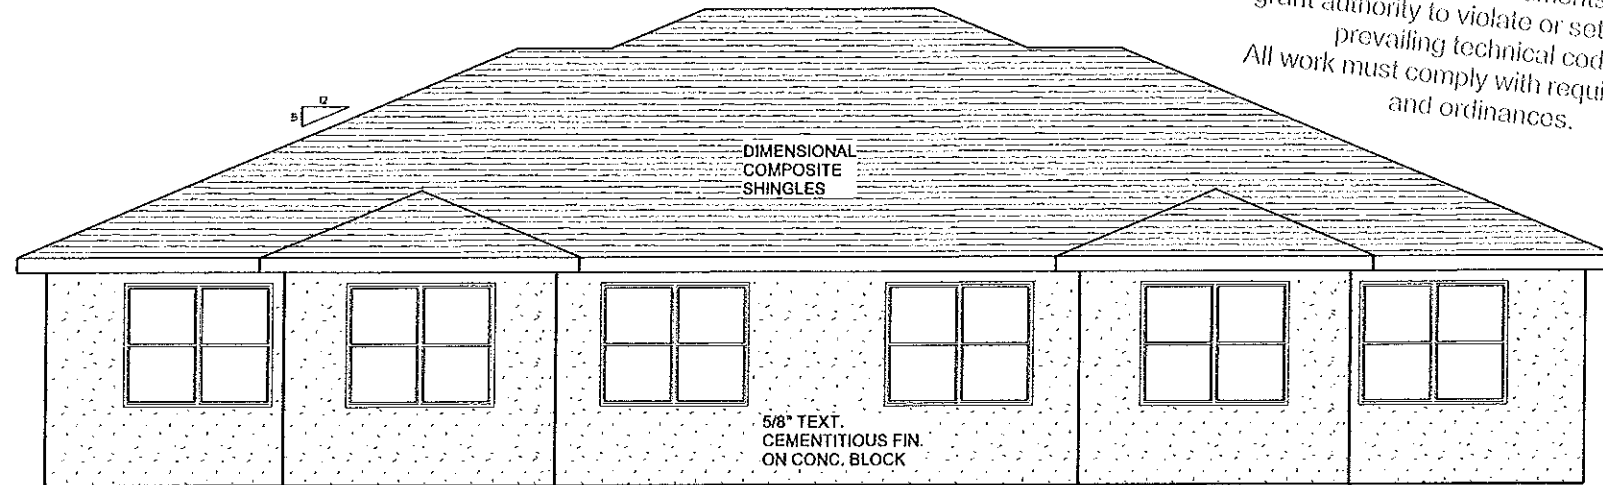 grant authority to violate or set
prevailing technical cod
All work must comply with requi
and ordinances.
12
5
DIMENSIONAL
COMPOSITE
SHINGLES
5/8" TEXT.
CEMENTITIOUS FIN.
ON CONC. BLOCK